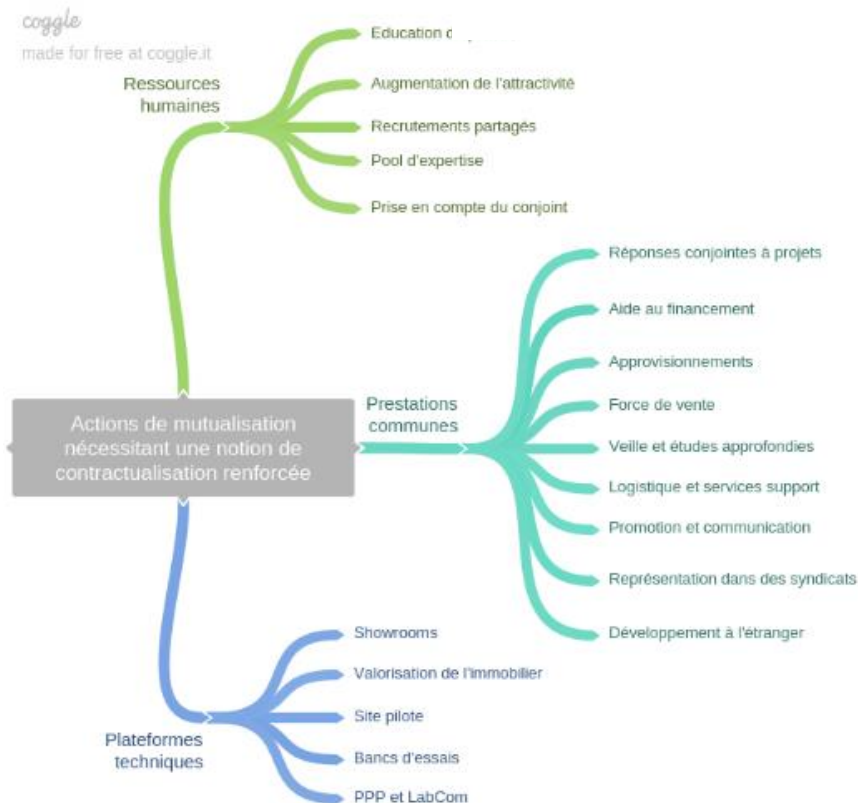 coggle
made for free at coggle.it
Ressources
humaines
Education
Augmentation de l'attractivité
Recrutements partagés
Pool d'expertise
Prise en compte du conjoint
Actions de mutualisation
nécessitant une notion de
contractualisation renforcée
Prestations
communes
Réponses conjointes à projets
Aide au financement
Approvisionnements
Force de vente
Veille et études approfondies
Logistique et services support
Promotion et communication
Représentation dans des syndicats
Développement à l'étranger
Plateformes
techniques
Showrooms
Valorisation de l'immobilier
Site pilote
Bancs d'essais
PPP et LabCom